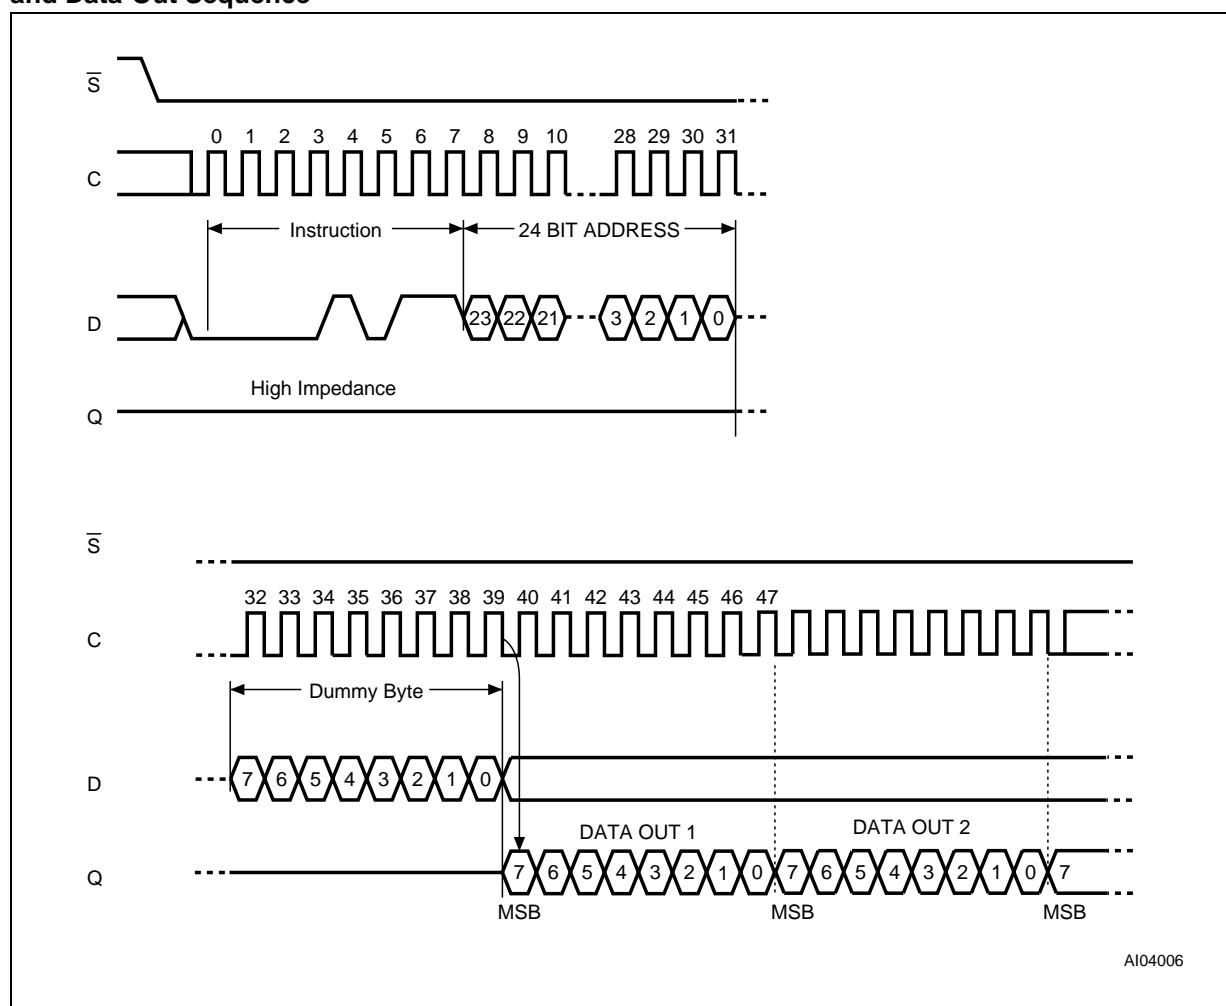 and Data-Out Sequence
S
0 1 2 3 4 5 6 7 8 9 10 28 29 30 31
C
Instruction 24 BIT ADDRESS
D 23 22 21 3 2 1 0
High Impedance
Q
S
32 33 34 35 36 37 38 39 40 41 42 43 44 45 46 47
C
Dummy Byte
D 7 6 5 4 3 2 1 0
DATA OUT 1 DATA OUT 2
Q 7 6 5 4 3 2 1 0 7 6 5 4 3 2 1 0 7
MSB MSB MSB
AI04006